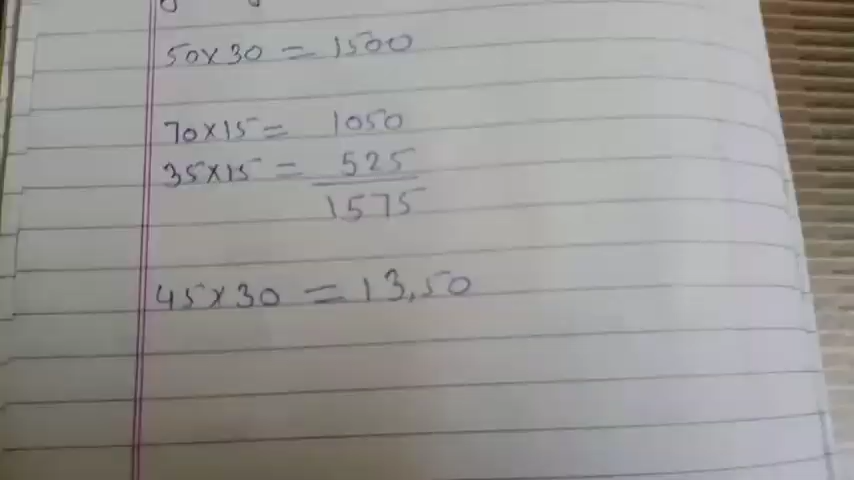 50x30 = 1500
70x15 = 1050
35x15 = 525
1575
45x30 = 13,50